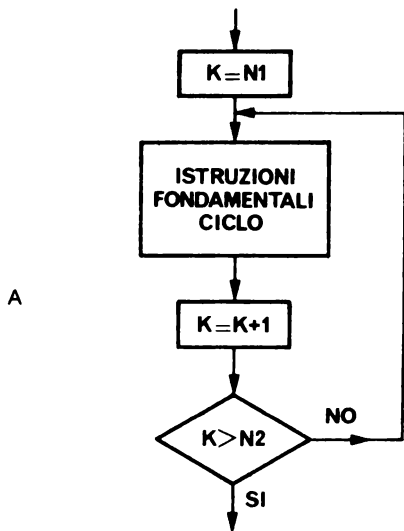 K=N1
ISTRUZIONI
FONDAMENTALI
CICLO
A
K=K+1
K>N2
NO
SI